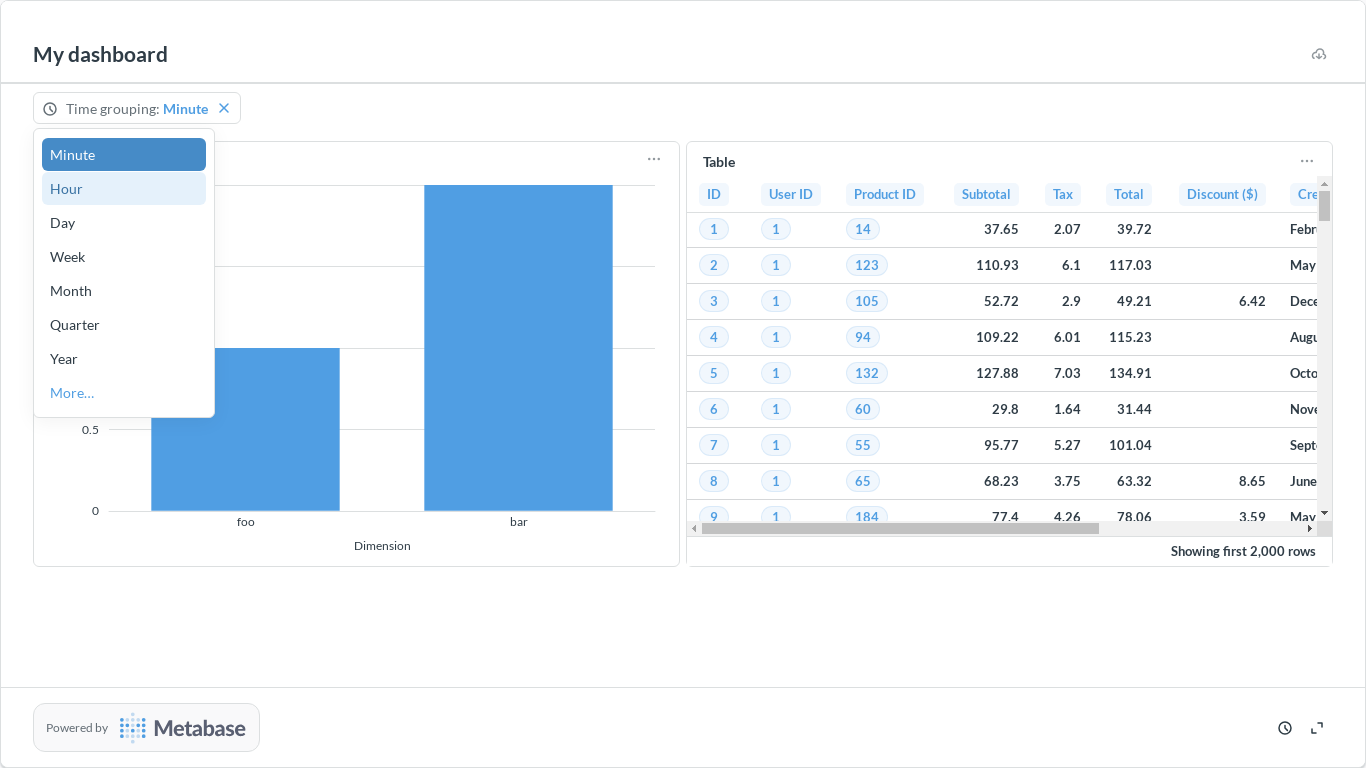 My dashboard
Time grouping: Minute
Minute
Hour
Day
Week
Month
Quarter
Year
More…
0.5
0
foo bar
Dimension
Table
ID User ID Product ID Subtotal Tax Total Discount ($) Cre
1 1 14 37.65 2.07 39.72 Febr
2 1 123 110.93 6.1 117.03 May
3 1 105 52.72 2.9 49.21 6.42 Dece
4 1 94 109.22 6.01 115.23 Augu
5 1 132 127.88 7.03 134.91 Octo
6 1 60 29.8 1.64 31.44 Nove
7 1 55 95.77 5.27 101.04 Sept
8 1 65 68.23 3.75 63.32 8.65 June
9 1 184 77.4 4.26 78.06 3.59 May
Showing first 2,000 rows
Powered by Metabase